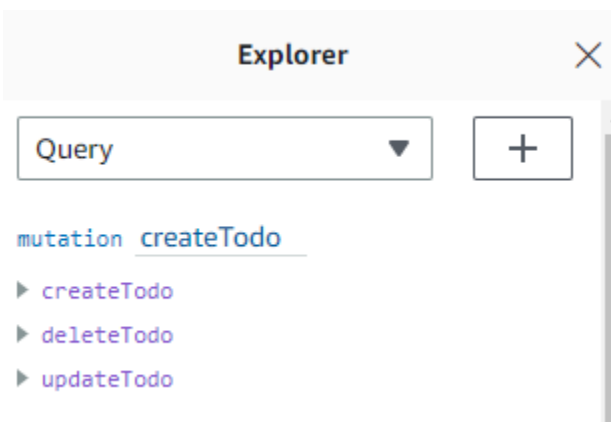 Explorer
Query
mutation createTodo
createTodo
deleteTodo
updateTodo